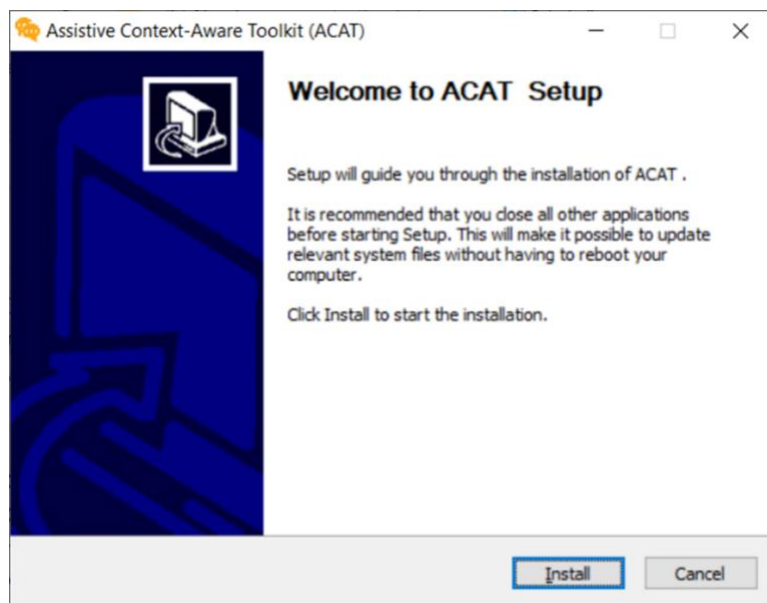 Assistive Context-Aware Toolkit (ACAT)
Welcome to ACAT  Setup
Setup will guide you through the installation of ACAT .
It is recommended that you close all other applications
before starting Setup. This will make it possible to update
relevant system files without having to reboot your
computer.
Click Install to start the installation.
Install
Cancel